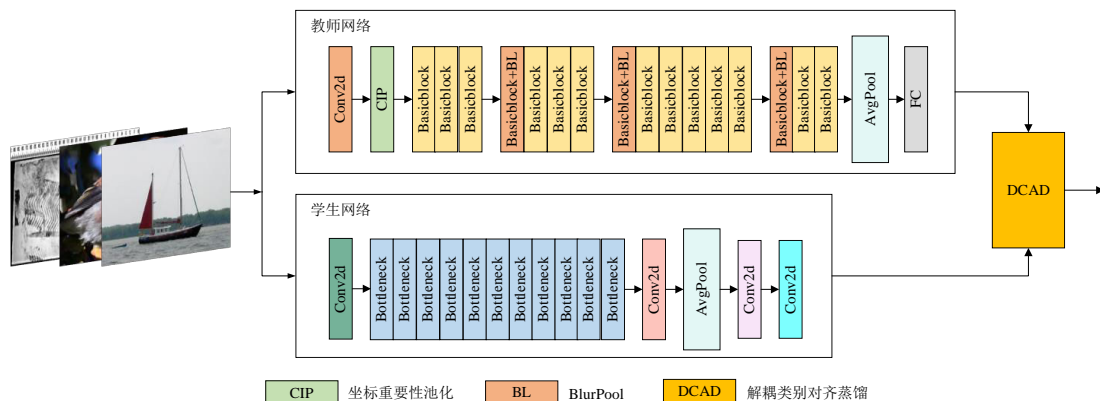 教师网络
Conv2d
CIP
Basicblock
Basicblock
Basicblock
Basicblock+BL
Basicblock
Basicblock
Basicblock
Basicblock+BL
Basicblock
Basicblock
Basicblock
Basicblock
Basicblock
Basicblock+BL
Basicblock
Basicblock
AvgPool
FC
DCAD
学生网络
Conv2d
Bottleneck
Bottleneck
Bottleneck
Bottleneck
Bottleneck
Bottleneck
Bottleneck
Bottleneck
Bottleneck
Bottleneck
Bottleneck
Conv2d
AvgPool
Conv2d
Conv2d
CIP 坐标重要性池化 BL BlurPool DCAD 解耦类别对齐蒸馏